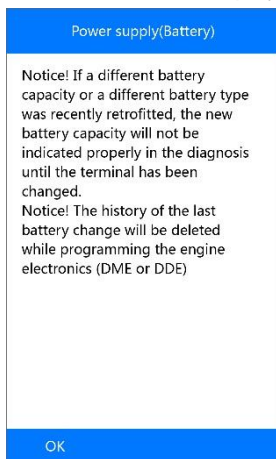 Power supply(Battery)
Notice! If a different battery
capacity or a different battery type
was recently retrofitted, the new
battery capacity will not be
indicated properly in the diagnosis
until the terminal has been
changed.
Notice! The history of the last
battery change will be deleted
while programming the engine
electronics (DME or DDE)
OK